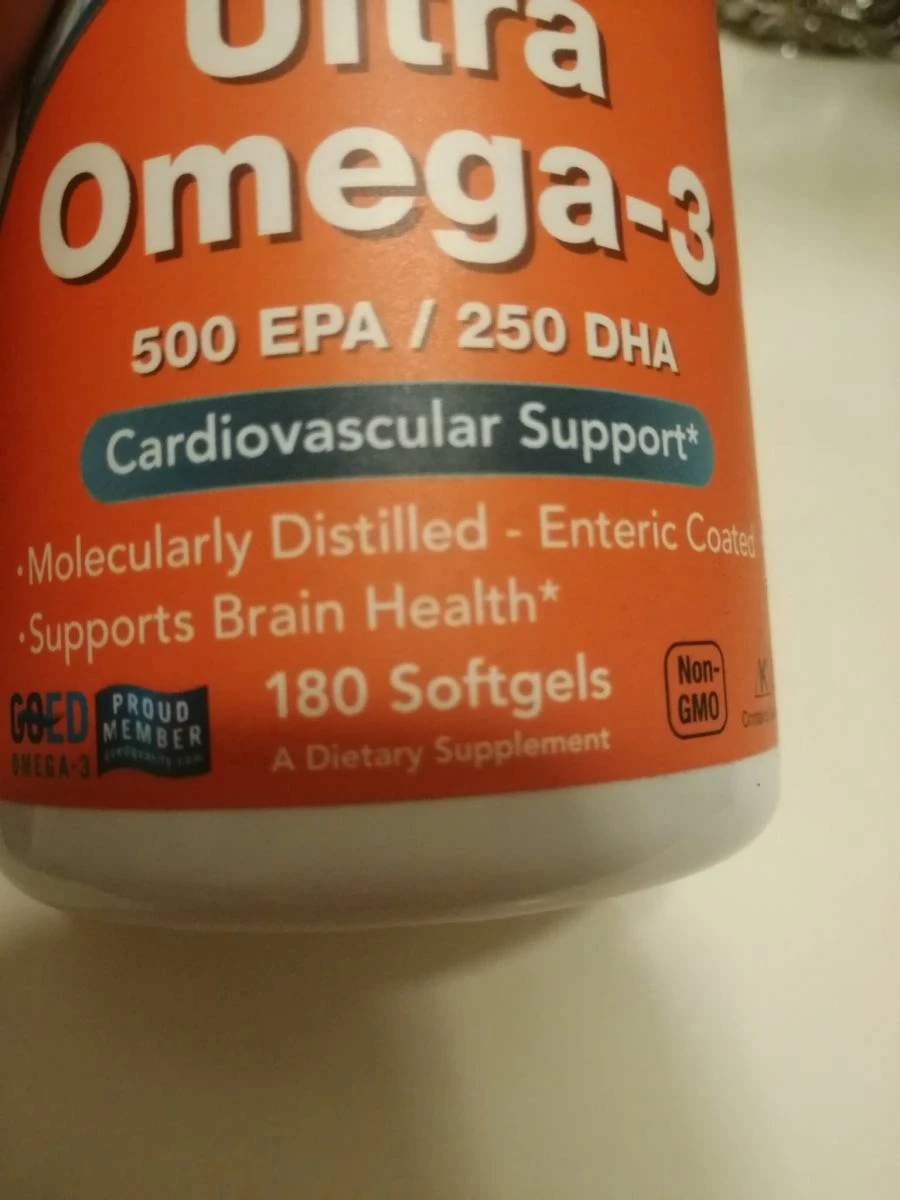 Ultra
Omega-3
500 EPA / 250 DHA
Cardiovascular Support*
·Molecularly Distilled - Enteric Coated
·Supports Brain Health*
180 Softgels
A Dietary Supplement
GOED
OMEGA-3
PROUD
MEMBER
Non-
GMO
K